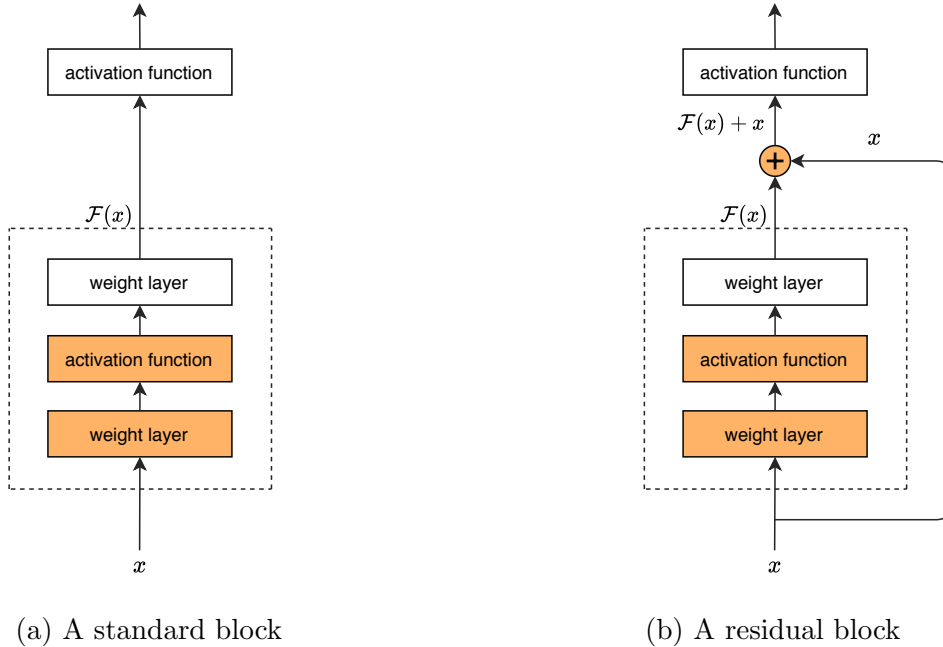 activation function
ℱ(x)
weight layer
activation function
weight layer
x
(a) A standard block
activation function
ℱ(x) + x
x
+
ℱ(x)
weight layer
activation function
weight layer
x
(b) A residual block